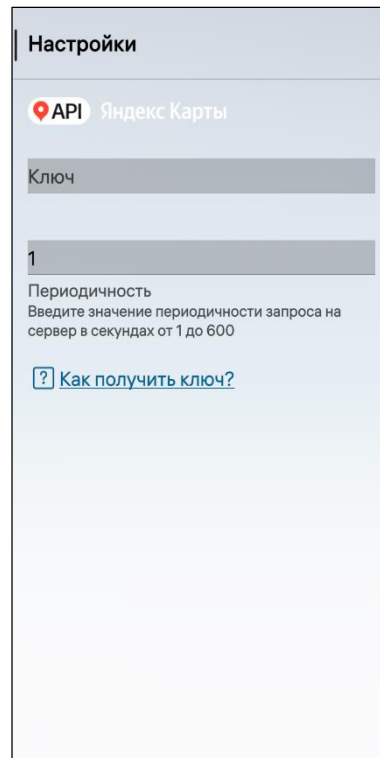 Настройки
API Яндекс Карты
Ключ
1
Периодичность
Введите значение периодичности запроса на
сервер в секундах от 1 до 600
? Как получить ключ?